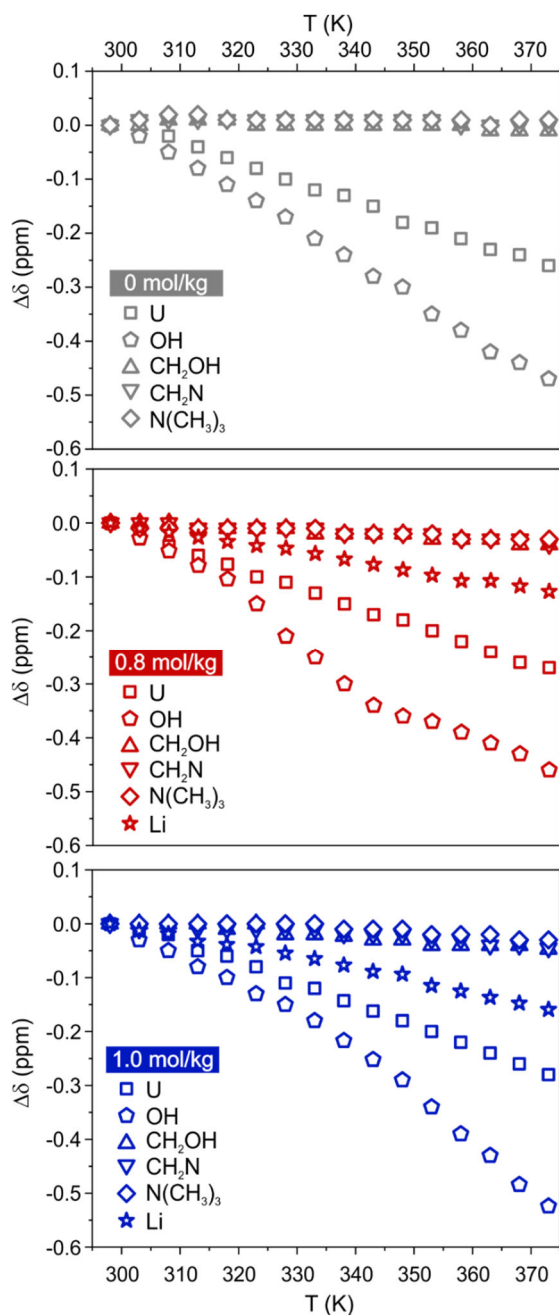 T (K)
300 310 320 330 340 350 360 370
0.1
0.0
-0.1
-0.2
-0.3
-0.4
-0.5
-0.6
Δδ (ppm)
0 mol/kg
U
OH
CH₂OH
CH₂N
N(CH₃)₃
0.1
0.0
-0.1
-0.2
-0.3
-0.4
-0.5
-0.6
Δδ (ppm)
0.8 mol/kg
U
OH
CH₂OH
CH₂N
N(CH₃)₃
Li
0.1
0.0
-0.1
-0.2
-0.3
-0.4
-0.5
-0.6
Δδ (ppm)
1.0 mol/kg
U
OH
CH₂OH
CH₂N
N(CH₃)₃
Li
300 310 320 330 340 350 360 370
T (K)